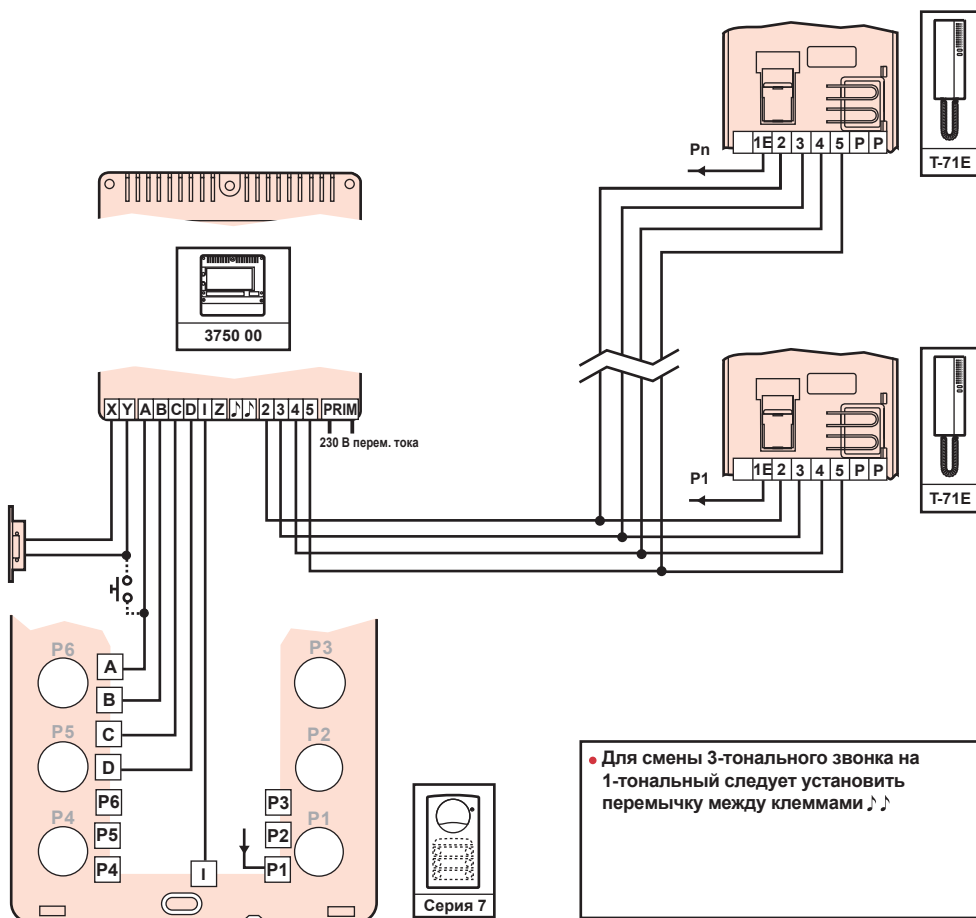 1E 2 3 4 5 P P
Pn
T-71E
3750 00
X Y A B C D I Z ♪♪ 2 3 4 5 PRIM
230 В перем. тока
1E 2 3 4 5 P P
P1
T-71E
P6
A
B
P3
P5
C
D
P2
P6
P5
P4
P4
I
P3
P2
P1
P1
Серия 7
• Для смены 3-тонального звонка на
1-тональный следует установить
перемычку между клеммами ♪♪